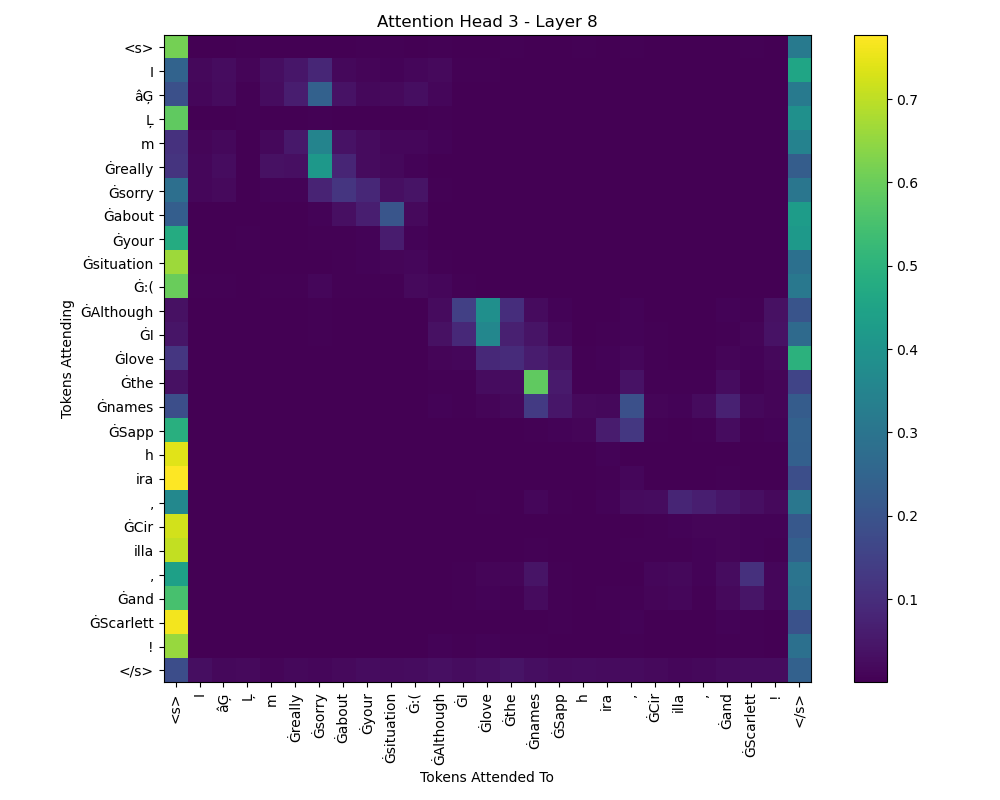 Attention Head 3 - Layer 8
Tokens Attending
<s>
I
âĢ
Ļ
m
Ġreally
Ġsorry
Ġabout
Ġyour
Ġsituation
Ġ:(
ĠAlthough
ĠI
Ġlove
Ġthe
Ġnames
ĠSapp
h
ira
,
ĠCir
illa
,
Ġand
ĠScarlett
!
</s>
<s>
I
âĢ
Ļ
m
Ġreally
Ġsorry
Ġabout
Ġyour
Ġsituation
Ġ:(
ĠAlthough
ĠI
Ġlove
Ġthe
Ġnames
ĠSapp
h
ira
,
ĠCir
illa
,
Ġand
ĠScarlett
!
</s>
Tokens Attended To
0.7
0.6
0.5
0.4
0.3
0.2
0.1